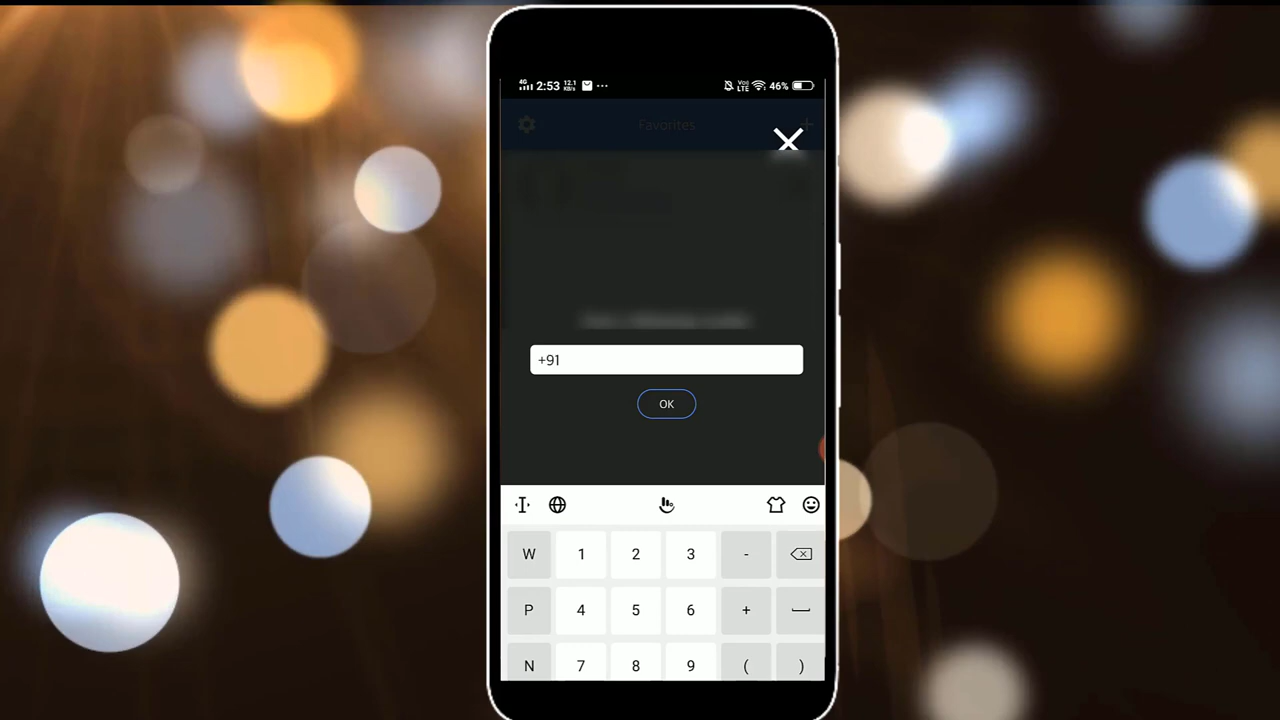 4G 2:53 12.1 KB/s ... Vo) LTE 46%
Favorites +
+91
OK
W 1 2 3 -
P 4 5 6 +
N 7 8 9 ( )